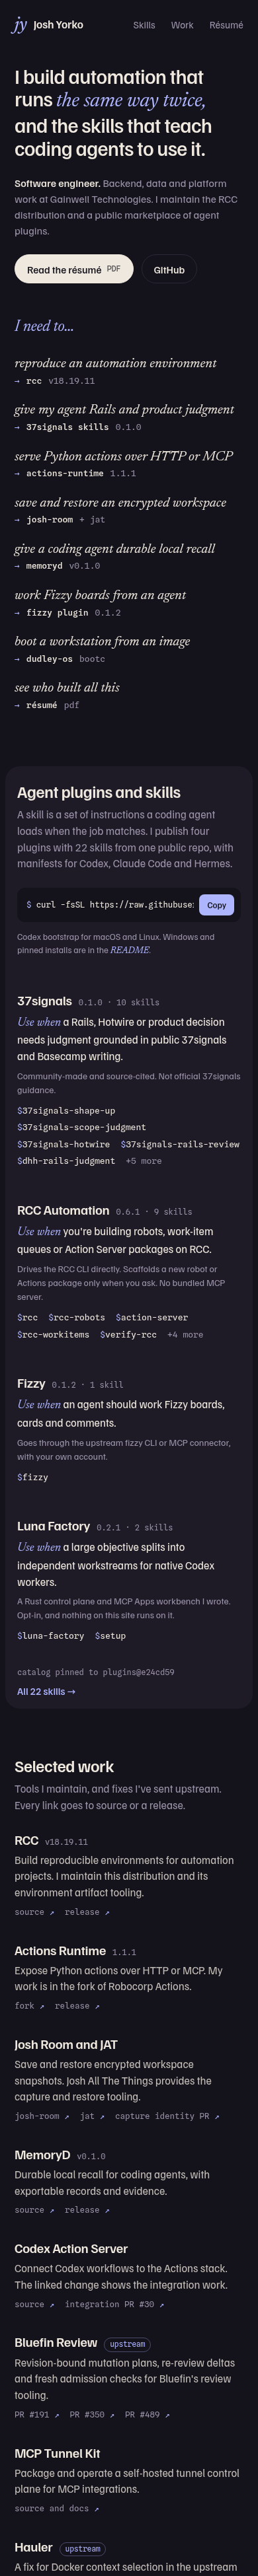 jy Josh Yorko Skills Work Résumé
I build automation that
runs the same way twice,
and the skills that teach
coding agents to use it.
Software engineer. Backend, data and platform
work at Gainwell Technologies. I maintain the RCC
distribution and a public marketplace of agent
plugins.
Read the résumé PDF GitHub
I need to...
reproduce an automation environment
→ rcc v18.19.11
give my agent Rails and product judgment
→ 37signals skills 0.1.0
serve Python actions over HTTP or MCP
→ actions-runtime 1.1.1
save and restore an encrypted workspace
→ josh-room + jat
give a coding agent durable local recall
→ memoryd v0.1.0
work Fizzy boards from an agent
→ fizzy plugin 0.1.2
boot a workstation from an image
→ dudley-os bootc
see who built all this
→ résumé pdf
Agent plugins and skills
A skill is a set of instructions a coding agent
loads when the job matches. I publish four
plugins with 22 skills from one public repo, with
manifests for Codex, Claude Code and Hermes.
$ curl -fsSL https://raw.githubuse Copy
Codex bootstrap for macOS and Linux. Windows and
pinned installs are in the README.
37signals 0.1.0 · 10 skills
Use when a Rails, Hotwire or product decision
needs judgment grounded in public 37signals
and Basecamp writing.
Community-made and source-cited. Not official 37signals
guidance.
$37signals-shape-up
$37signals-scope-judgment
$37signals-hotwire $37signals-rails-review
$dhh-rails-judgment +5 more
RCC Automation 0.6.1 · 9 skills
Use when you're building robots, work-item
queues or Action Server packages on RCC.
Drives the RCC CLI directly. Scaffolds a new robot or
Actions package only when you ask. No bundled MCP
server.
$rcc $rcc-robots $action-server
$rcc-workitems $verify-rcc +4 more
Fizzy 0.1.2 · 1 skill
Use when an agent should work Fizzy boards,
cards and comments.
Goes through the upstream fizzy CLI or MCP connector,
with your own account.
$fizzy
Luna Factory 0.2.1 · 2 skills
Use when a large objective splits into
independent workstreams for native Codex
workers.
A Rust control plane and MCP Apps workbench I wrote.
Opt-in, and nothing on this site runs on it.
$luna-factory $setup
catalog pinned to plugins@e24cd59
All 22 skills →
Selected work
Tools I maintain, and fixes I've sent upstream.
Every link goes to source or a release.
RCC v18.19.11
Build reproducible environments for automation
projects. I maintain this distribution and its
environment artifact tooling.
source ↗ release ↗
Actions Runtime 1.1.1
Expose Python actions over HTTP or MCP. My
work is in the fork of Robocorp Actions.
fork ↗ release ↗
Josh Room and JAT
Save and restore encrypted workspace
snapshots. Josh All The Things provides the
capture and restore tooling.
josh-room ↗ jat ↗ capture identity PR ↗
MemoryD v0.1.0
Durable local recall for coding agents, with
exportable records and evidence.
source ↗ release ↗
Codex Action Server
Connect Codex workflows to the Actions stack.
The linked change shows the integration work.
source ↗ integration PR #30 ↗
Bluefin Review upstream
Revision-bound mutation plans, re-review deltas
and fresh admission checks for Bluefin's review
tooling.
PR #191 ↗ PR #350 ↗ PR #489 ↗
MCP Tunnel Kit
Package and operate a self-hosted tunnel control
plane for MCP integrations.
source and docs ↗
Hauler upstream
A fix for Docker context selection in the upstream